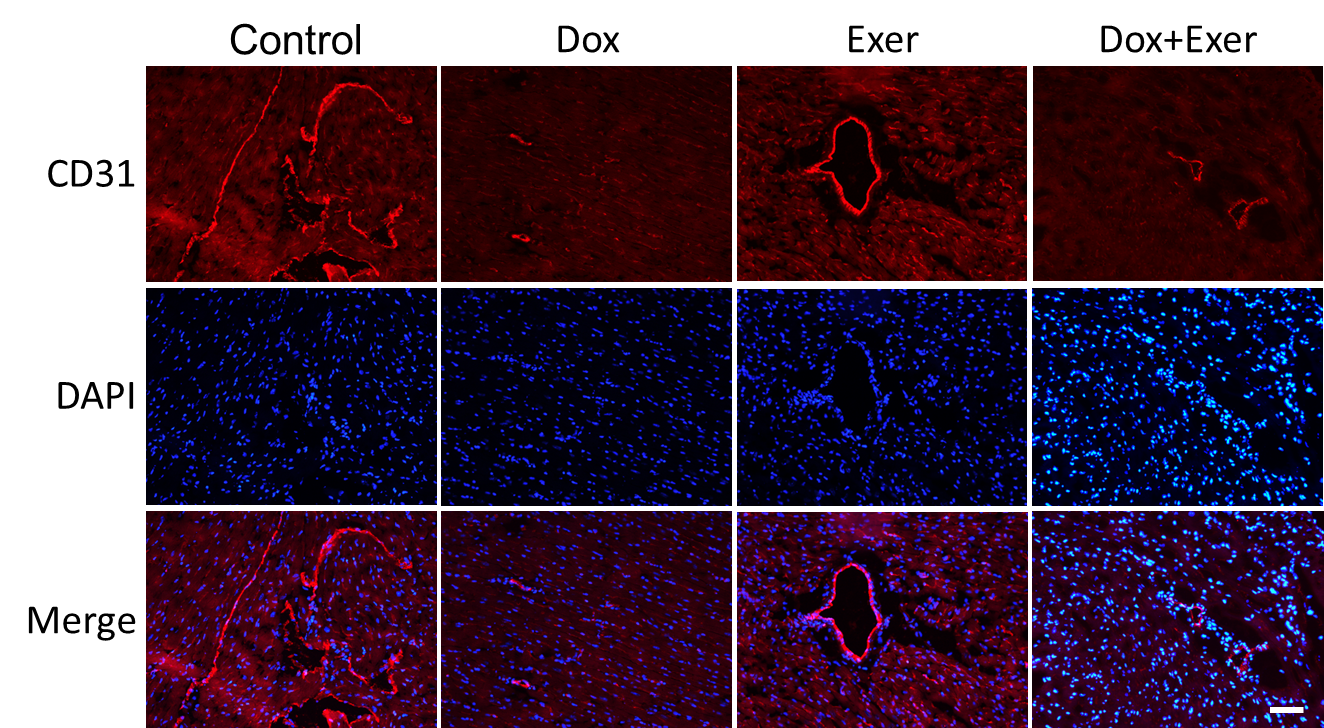 Control Dox Exer Dox+Exer
CD31
DAPI
Merge